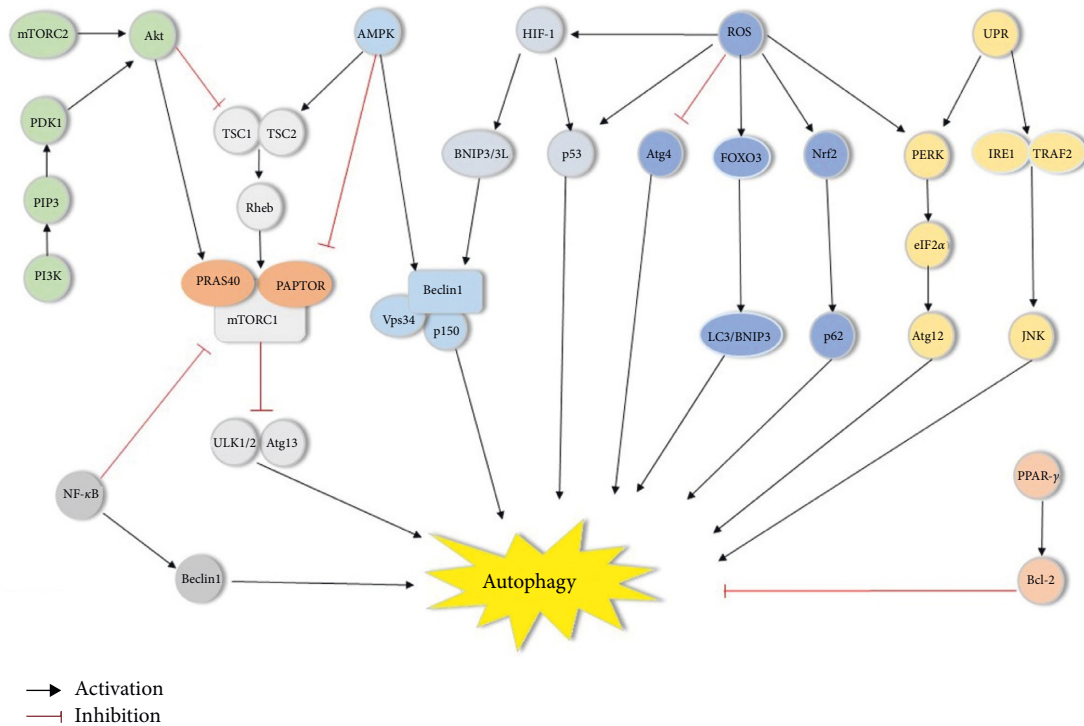 mTORC2
Akt
AMPK
HIF-1
ROS
UPR
PDK1
TSC1
TSC2
BNIP3/3L
p53
Atg4
FOXO3
Nrf2
PERK
IRE1
TRAF2
PIP3
Rheb
eIF2α
PI3K
PRAS40
PAPTOR
mTORC1
Beclin1
Vps34
p150
LC3/BNIP3
p62
Atg12
JNK
ULK1/2
Atg13
NF-κB
PPAR-γ
Beclin1
Autophagy
Bcl-2
Activation
Inhibition